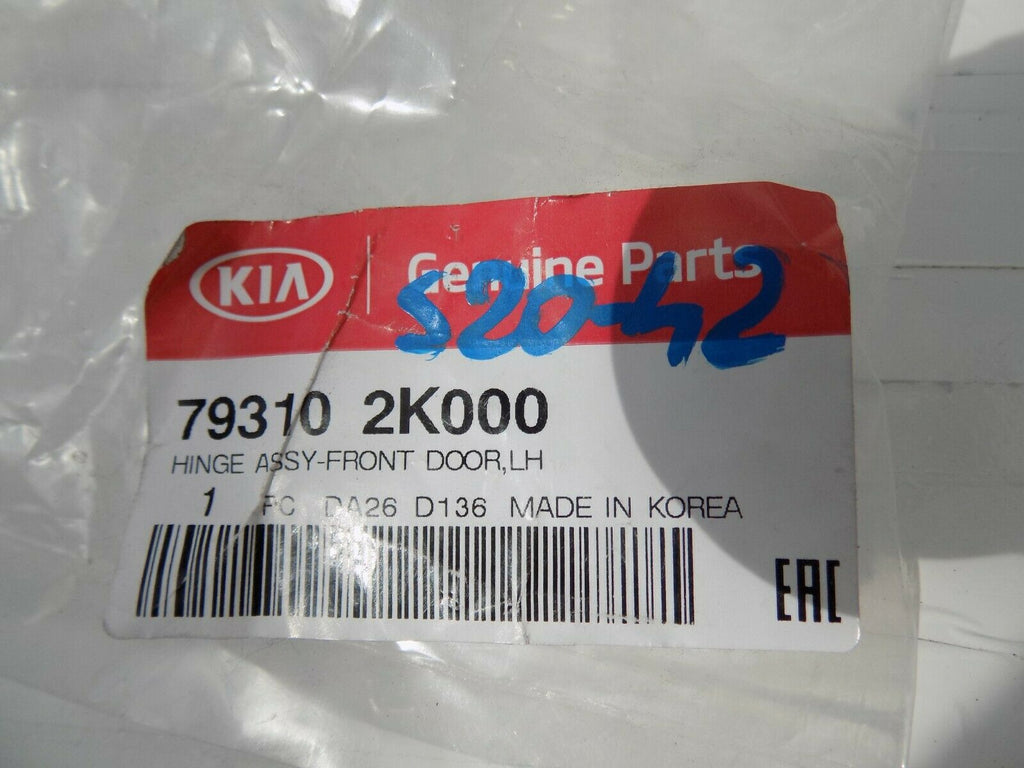 KIA Genuine Parts
S20-42
79310 2K000
HINGE ASSY-FRONT DOOR,LH
1 PC DA26 D136 MADE IN KOREA
EAC